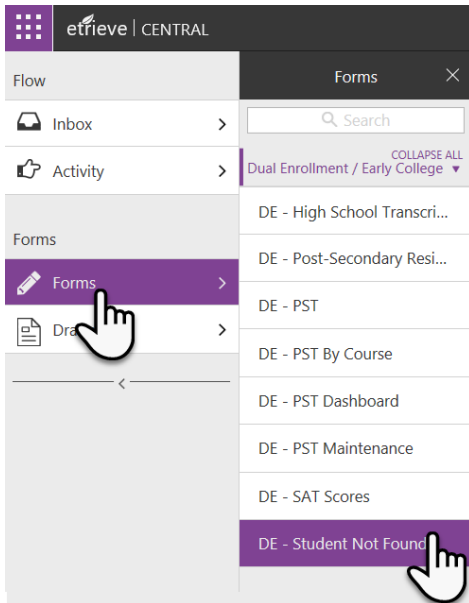 etrieve | CENTRAL
Flow
Inbox
Activity
Forms
Forms
Dra
Forms
Search
COLLAPSE ALL
Dual Enrollment / Early College
DE - High School Transcri...
DE - Post-Secondary Resi...
DE - PST
DE - PST By Course
DE - PST Dashboard
DE - PST Maintenance
DE - SAT Scores
DE - Student Not Found